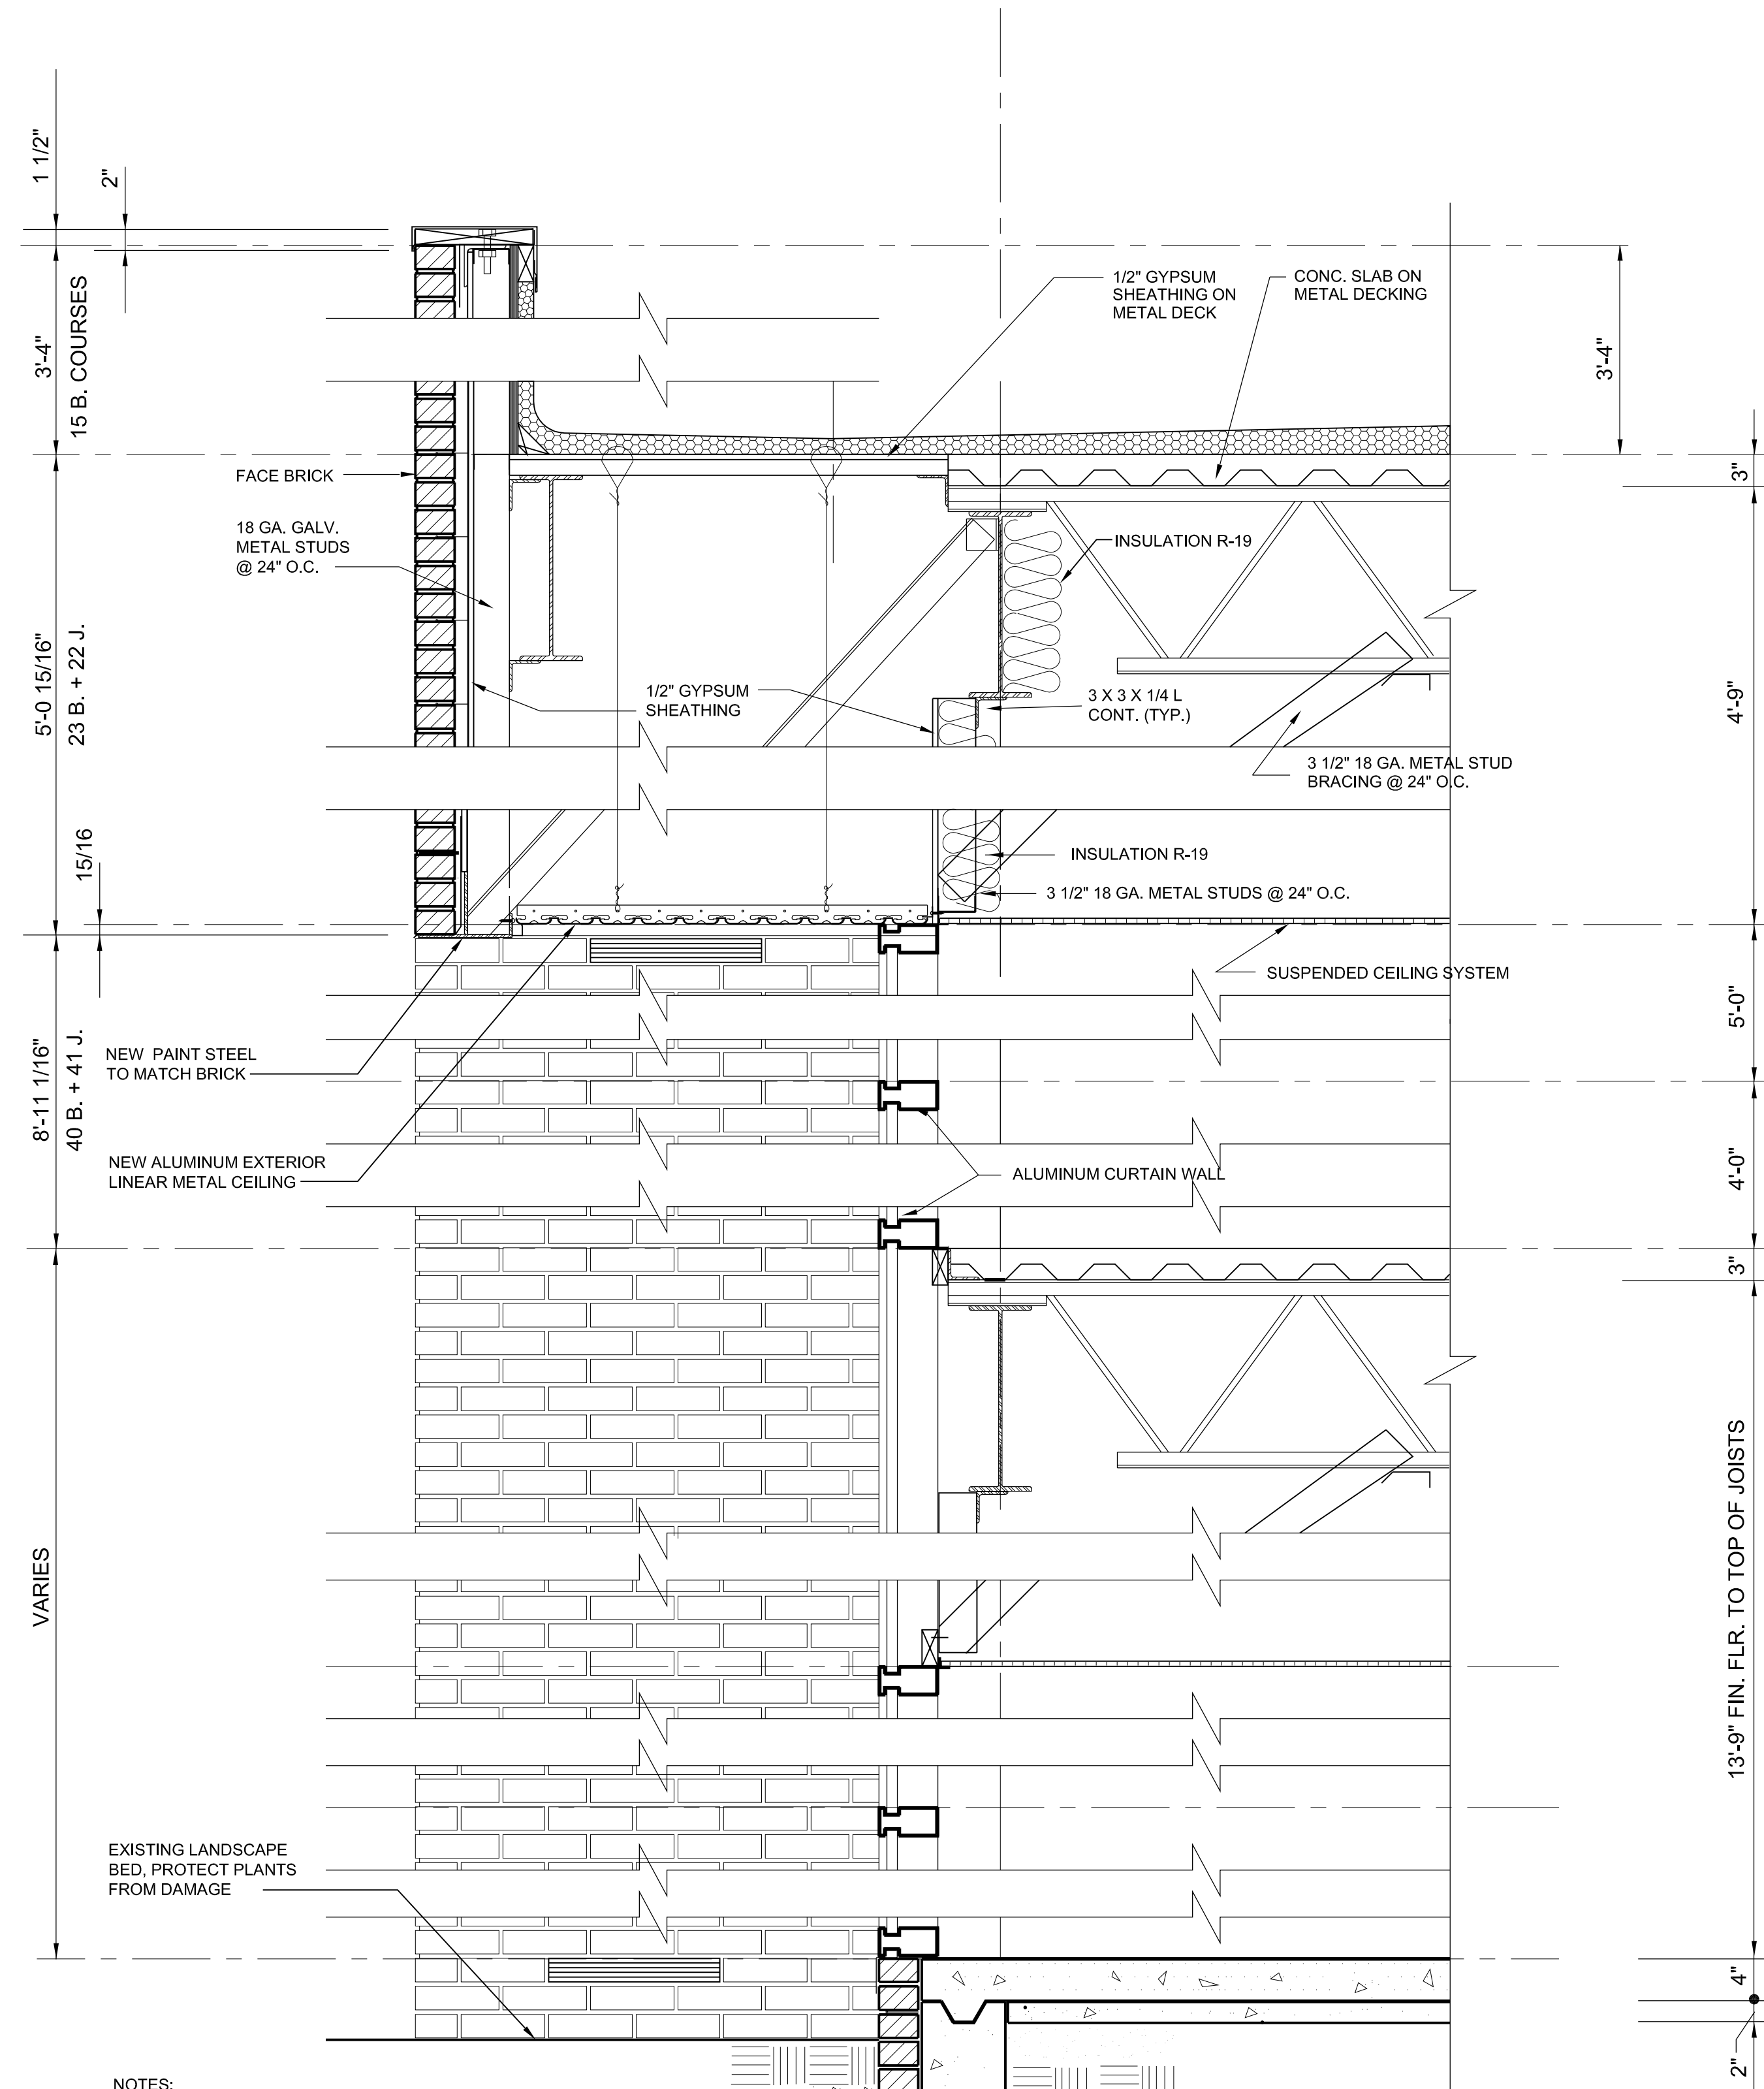 1 1/2"
2"
3'-4"
15 B. COURSES
1/2" GYPSUM
SHEATHING ON
METAL DECK
CONC. SLAB ON
METAL DECKING
3'-4"
3"
FACE BRICK
18 GA. GALV.
METAL STUDS
@ 24" O.C.
INSULATION R-19
5'-0 15/16"
23 B. + 22 J.
1/2" GYPSUM
SHEATHING
3 X 3 X 1/4 L
CONT. (TYP.)
4'-9"
3 1/2" 18 GA. METAL STUD
BRACING @ 24" O.C.
15/16
INSULATION R-19
3 1/2" 18 GA. METAL STUDS @ 24" O.C.
SUSPENDED CEILING SYSTEM
5'-0"
NEW PAINT STEEL
TO MATCH BRICK
8'-11 1/16"
40 B. + 41 J.
NEW ALUMINUM EXTERIOR
LINEAR METAL CEILING
ALUMINUM CURTAIN WALL
4'-0"
3"
VARIES
13'-9" FIN. FLR. TO TOP OF JOISTS
EXISTING LANDSCAPE
BED, PROTECT PLANTS
FROM DAMAGE
4"
2"
NOTES: